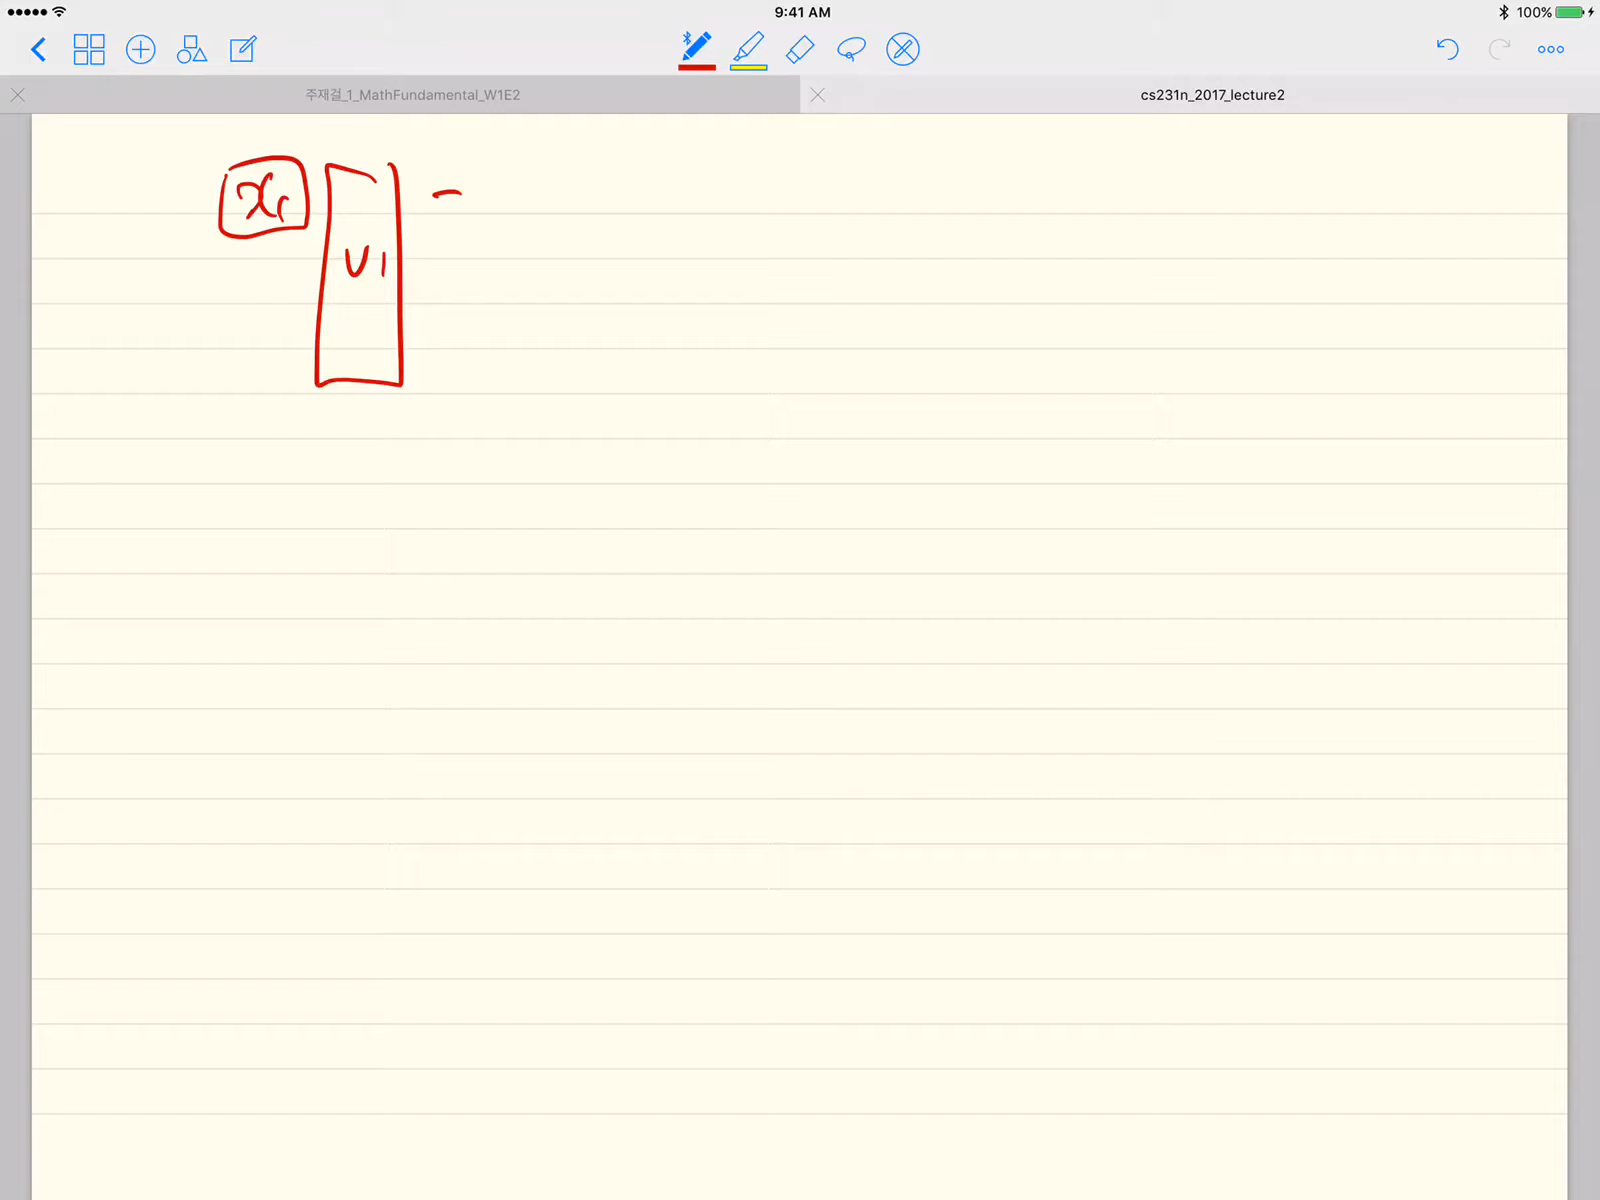 9:41 AM
100%
주재걸_1_MathFundamental_W1E2
cs231n_2017_lecture2
x₁
v₁